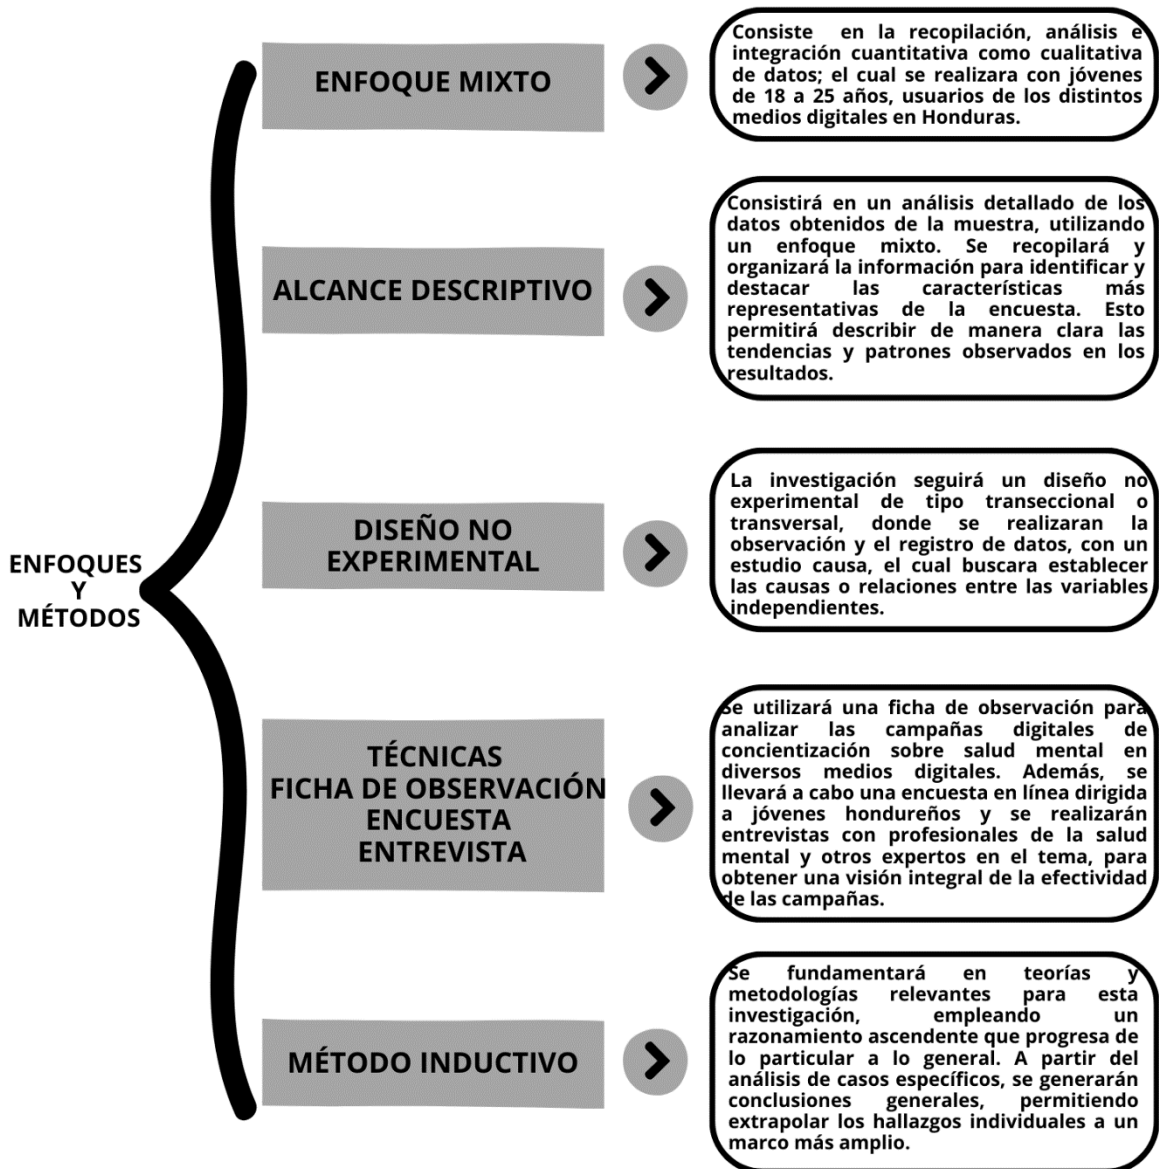 ENFOQUES
Y
MÉTODOS
ENFOQUE MIXTO
Consiste en la recopilación, análisis e
integración cuantitativa como cualitativa
de datos; el cual se realizara con jóvenes
de 18 a 25 años, usuarios de los distintos
medios digitales en Honduras.
ALCANCE DESCRIPTIVO
Consistirá en un análisis detallado de los
datos obtenidos de la muestra, utilizando
un enfoque mixto. Se recopilará y
organizará la información para identificar y
destacar las características más
representativas de la encuesta. Esto
permitirá describir de manera clara las
tendencias y patrones observados en los
resultados.
DISEÑO NO
EXPERIMENTAL
La investigación seguirá un diseño no
experimental de tipo transeccional o
transversal, donde se realizaran la
observación y el registro de datos, con un
estudio causa, el cual buscara establecer
las causas o relaciones entre las variables
independientes.
TÉCNICAS
FICHA DE OBSERVACIÓN
ENCUESTA
ENTREVISTA
Se utilizará una ficha de observación para
analizar las campañas digitales de
concientización sobre salud mental en
diversos medios digitales. Además, se
llevará a cabo una encuesta en línea dirigida
a jóvenes hondureños y se realizarán
entrevistas con profesionales de la salud
mental y otros expertos en el tema, para
obtener una visión integral de la efectividad
de las campañas.
MÉTODO INDUCTIVO
Se fundamentará en teorías y
metodologías relevantes para esta
investigación, empleando un
razonamiento ascendente que progresa de
lo particular a lo general. A partir del
análisis de casos específicos, se generarán
conclusiones generales, permitiendo
extrapolar los hallazgos individuales a un
marco más amplio.